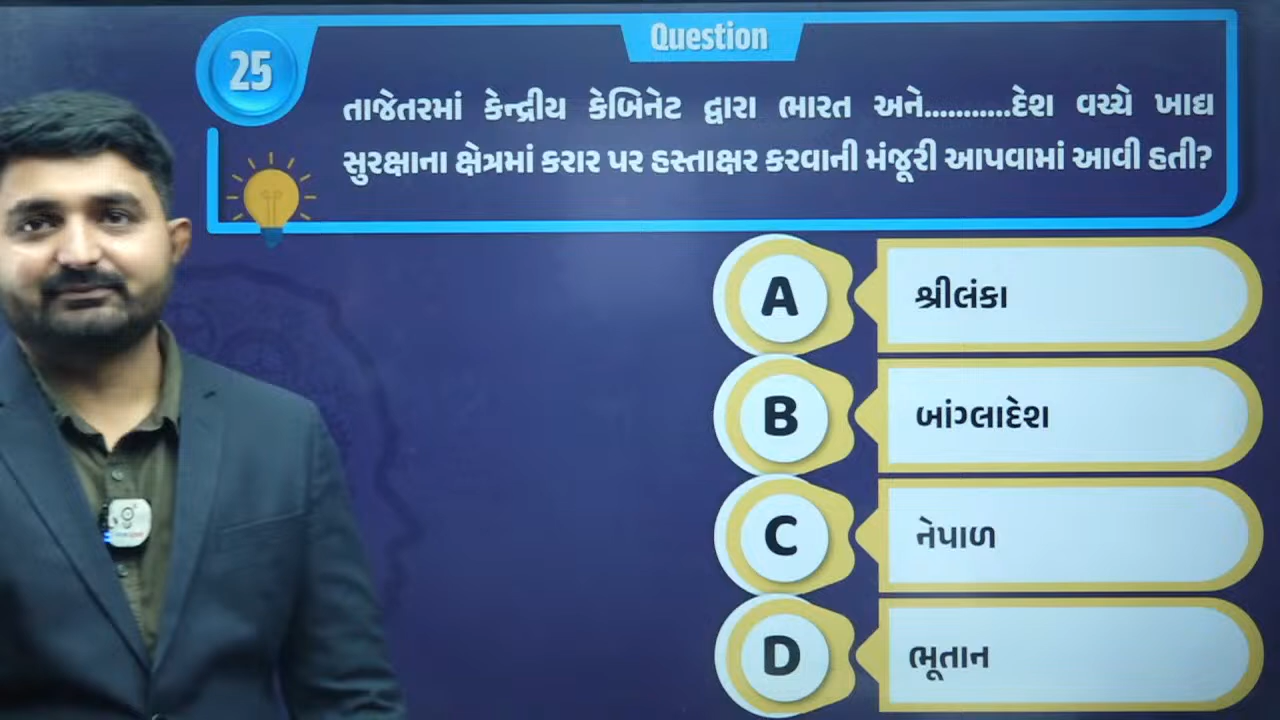 Question
25
તાજેતરમાં કેન્દ્રીય કેબિનેટ દ્વારા ભારત અને...........દેશ વચ્ચે ખાદ્ય
સુરક્ષાના ક્ષેત્રમાં કરાર પર હસ્તાક્ષર કરવાની મંજૂરી આપવામાં આવી હતી?
A
શ્રીલંકા
B
બાંગ્લાદેશ
C
નેપાળ
D
ભૂતાન